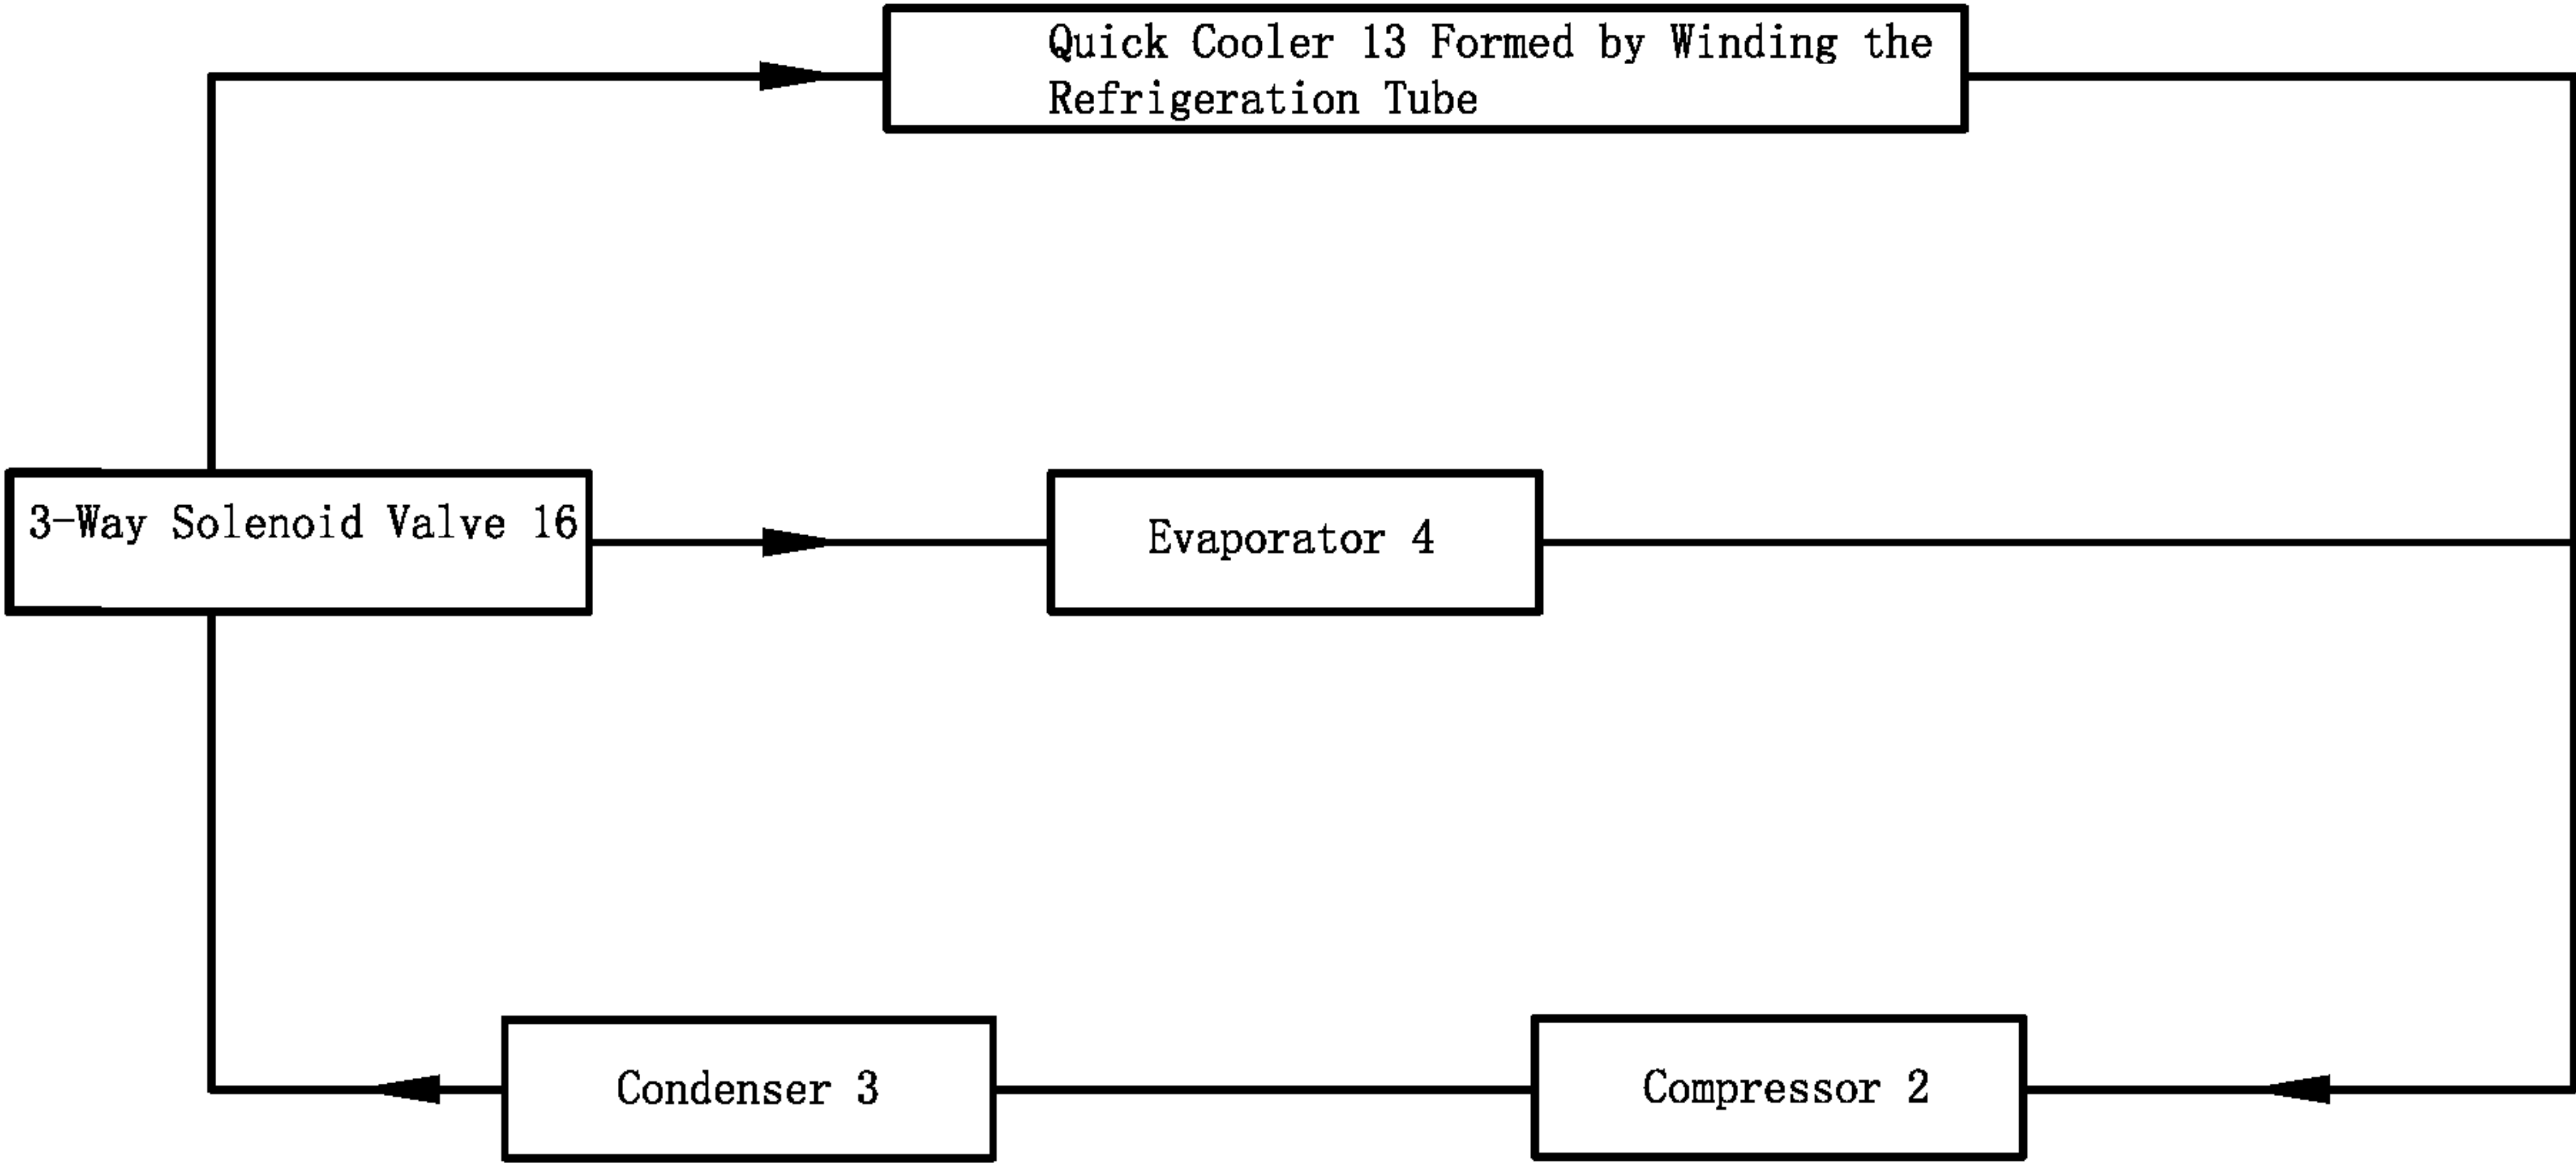 Quick Cooler 13 Formed by Winding the
Refrigeration Tube
3-Way Solenoid Valve 16
Evaporator 4
Condenser 3
Compressor 2